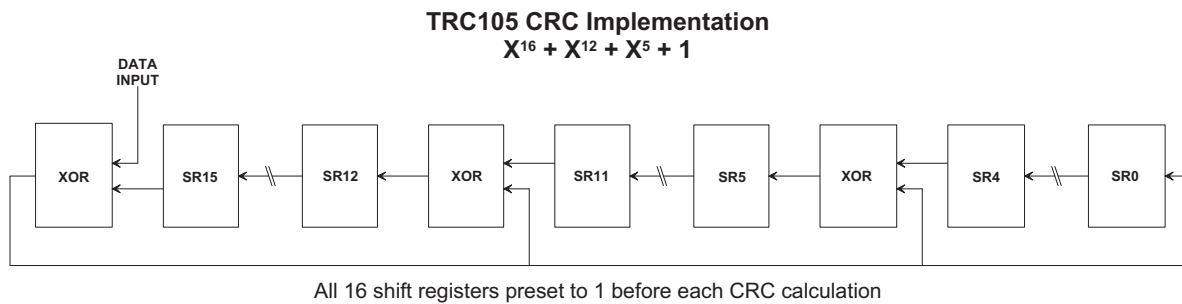 TRC105 CRC Implementation
X¹⁶ + X¹² + X⁵ + 1
DATA
INPUT
XOR
SR15
SR12
XOR
SR11
SR5
XOR
SR4
SR0
All 16 shift registers preset to 1 before each CRC calculation